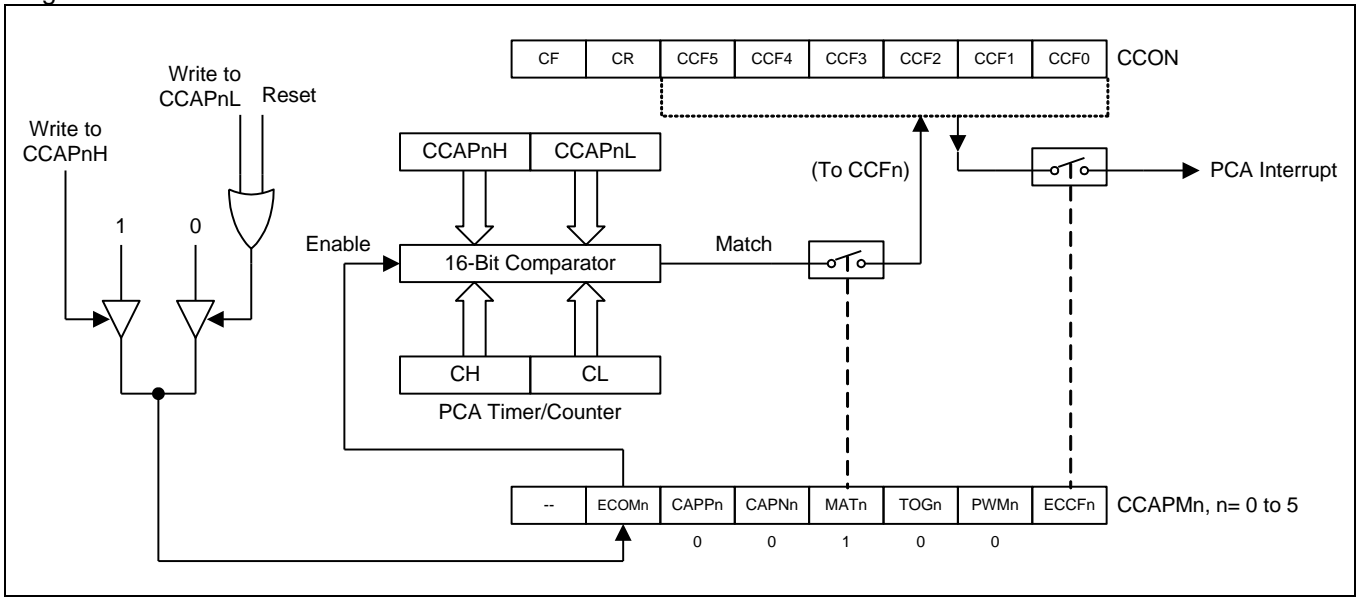 CF CR CCF5 CCF4 CCF3 CCF2 CCF1 CCF0 CCON
Write to
CCAPnL Reset
Write to
CCAPnH
CCAPnH CCAPnL
(To CCFn)
PCA Interrupt
1 0
Enable
16-Bit Comparator
Match
CH CL
PCA Timer/Counter
-- ECOMn CAPPn CAPNn MATn TOGn PWMn ECCFn CCAPMn, n= 0 to 5
0 0 1 0 0